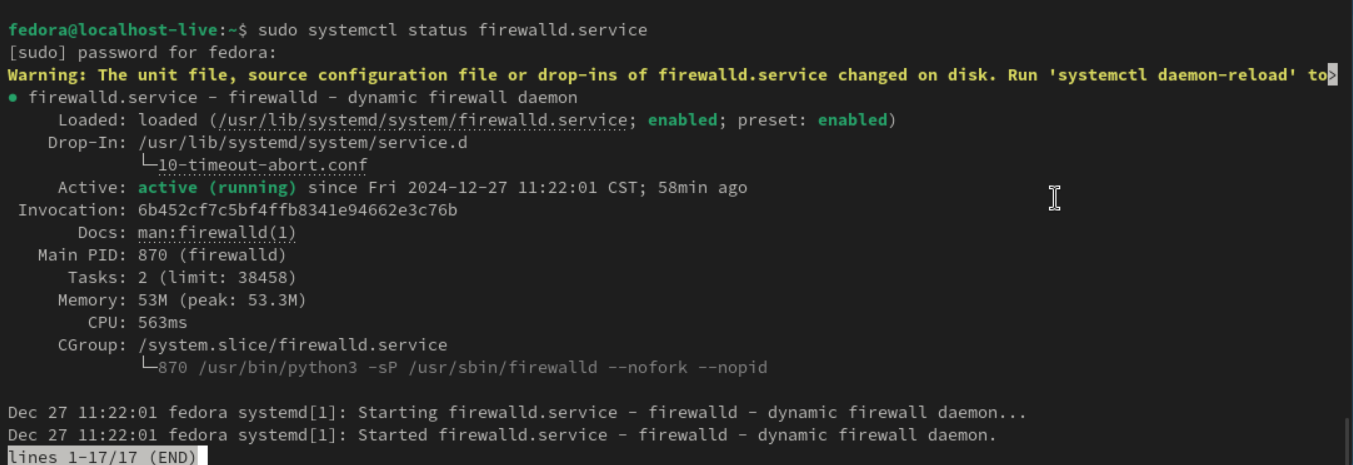 fedora@localhost-live:~$ sudo systemctl status firewalld.service
[sudo] password for fedora:
Warning: The unit file, source configuration file or drop-ins of firewalld.service changed on disk. Run 'systemctl daemon-reload' to>
● firewalld.service - firewalld - dynamic firewall daemon
     Loaded: loaded (/usr/lib/systemd/system/firewalld.service; enabled; preset: enabled)
    Drop-In: /usr/lib/systemd/system/service.d
             └─10-timeout-abort.conf
     Active: active (running) since Fri 2024-12-27 11:22:01 CST; 58min ago
 Invocation: 6b452cf7c5bf4ffb8341e94662e3c76b
       Docs: man:firewalld(1)
   Main PID: 870 (firewalld)
      Tasks: 2 (limit: 38458)
     Memory: 53M (peak: 53.3M)
        CPU: 563ms
     CGroup: /system.slice/firewalld.service
             └─870 /usr/bin/python3 -sP /usr/sbin/firewalld --nofork --nopid

Dec 27 11:22:01 fedora systemd[1]: Starting firewalld.service - firewalld - dynamic firewall daemon...
Dec 27 11:22:01 fedora systemd[1]: Started firewalld.service - firewalld - dynamic firewall daemon.
lines 1-17/17 (END)